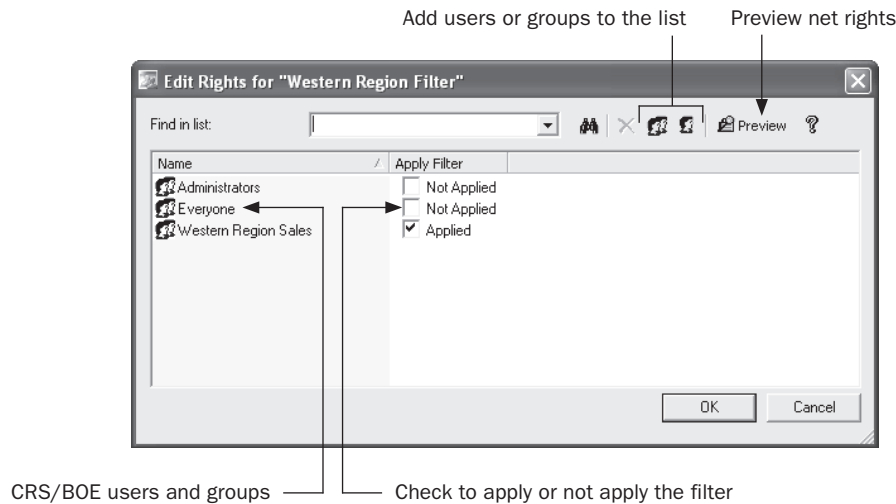 Add users or groups to the list
Preview net rights
Edit Rights for "Western Region Filter"
Find in list:
Preview
Name
Apply Filter
Administrators
Not Applied
Everyone
Not Applied
Western Region Sales
Applied
OK
Cancel
CRS/BOE users and groups
Check to apply or not apply the filter